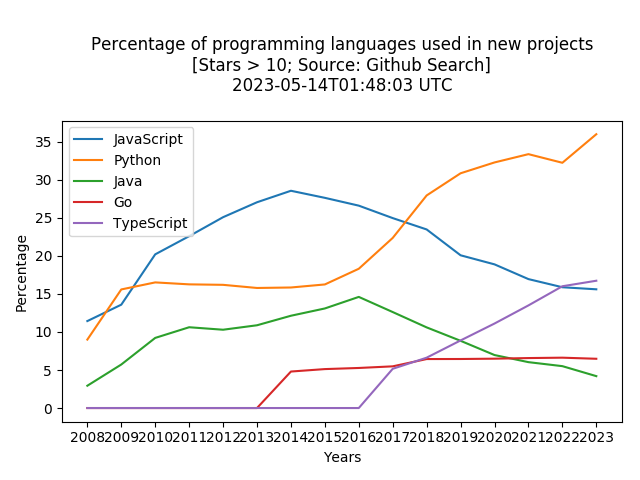 Percentage of programming languages used in new projects
[Stars > 10; Source: Github Search]
2023-05-14T01:48:03 UTC
JavaScript
Python
Java
Go
TypeScript
35
30
25
20
15
10
5
0
Percentage
2008 2009 2010 2011 2012 2013 2014 2015 2016 2017 2018 2019 2020 2021 2022 2023
Years